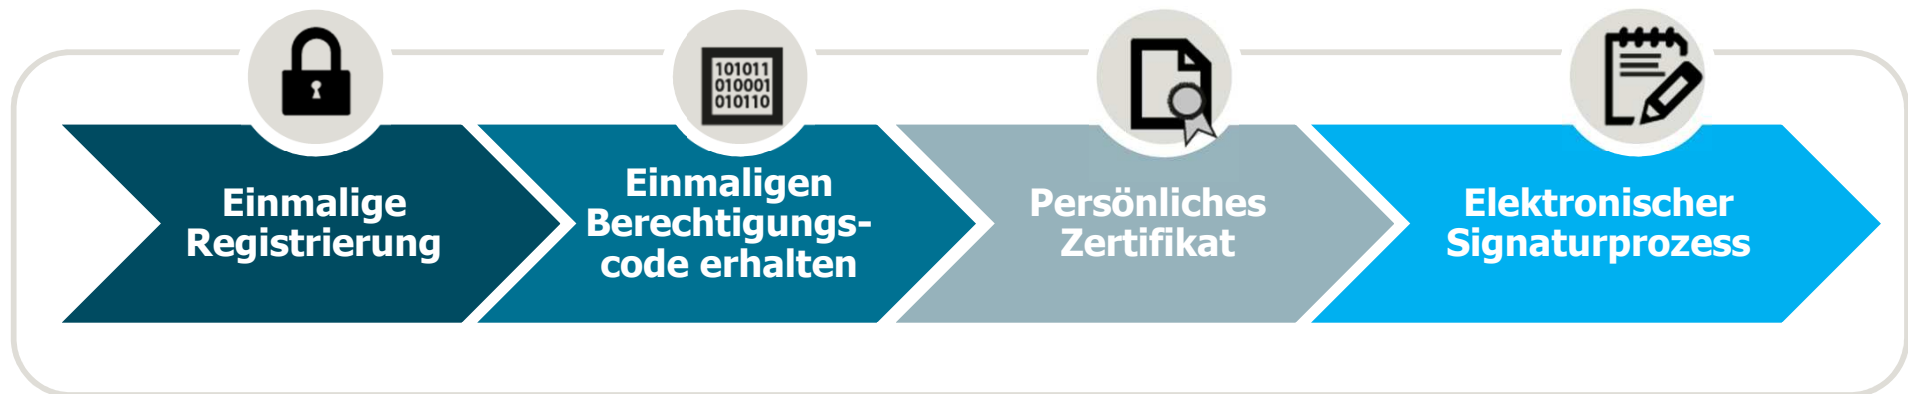 101011
010001
010110
Einmalige
Registrierung
Einmaligen
Berechtigungs-
code erhalten
Persönliches
Zertifikat
Elektronischer
Signaturprozess